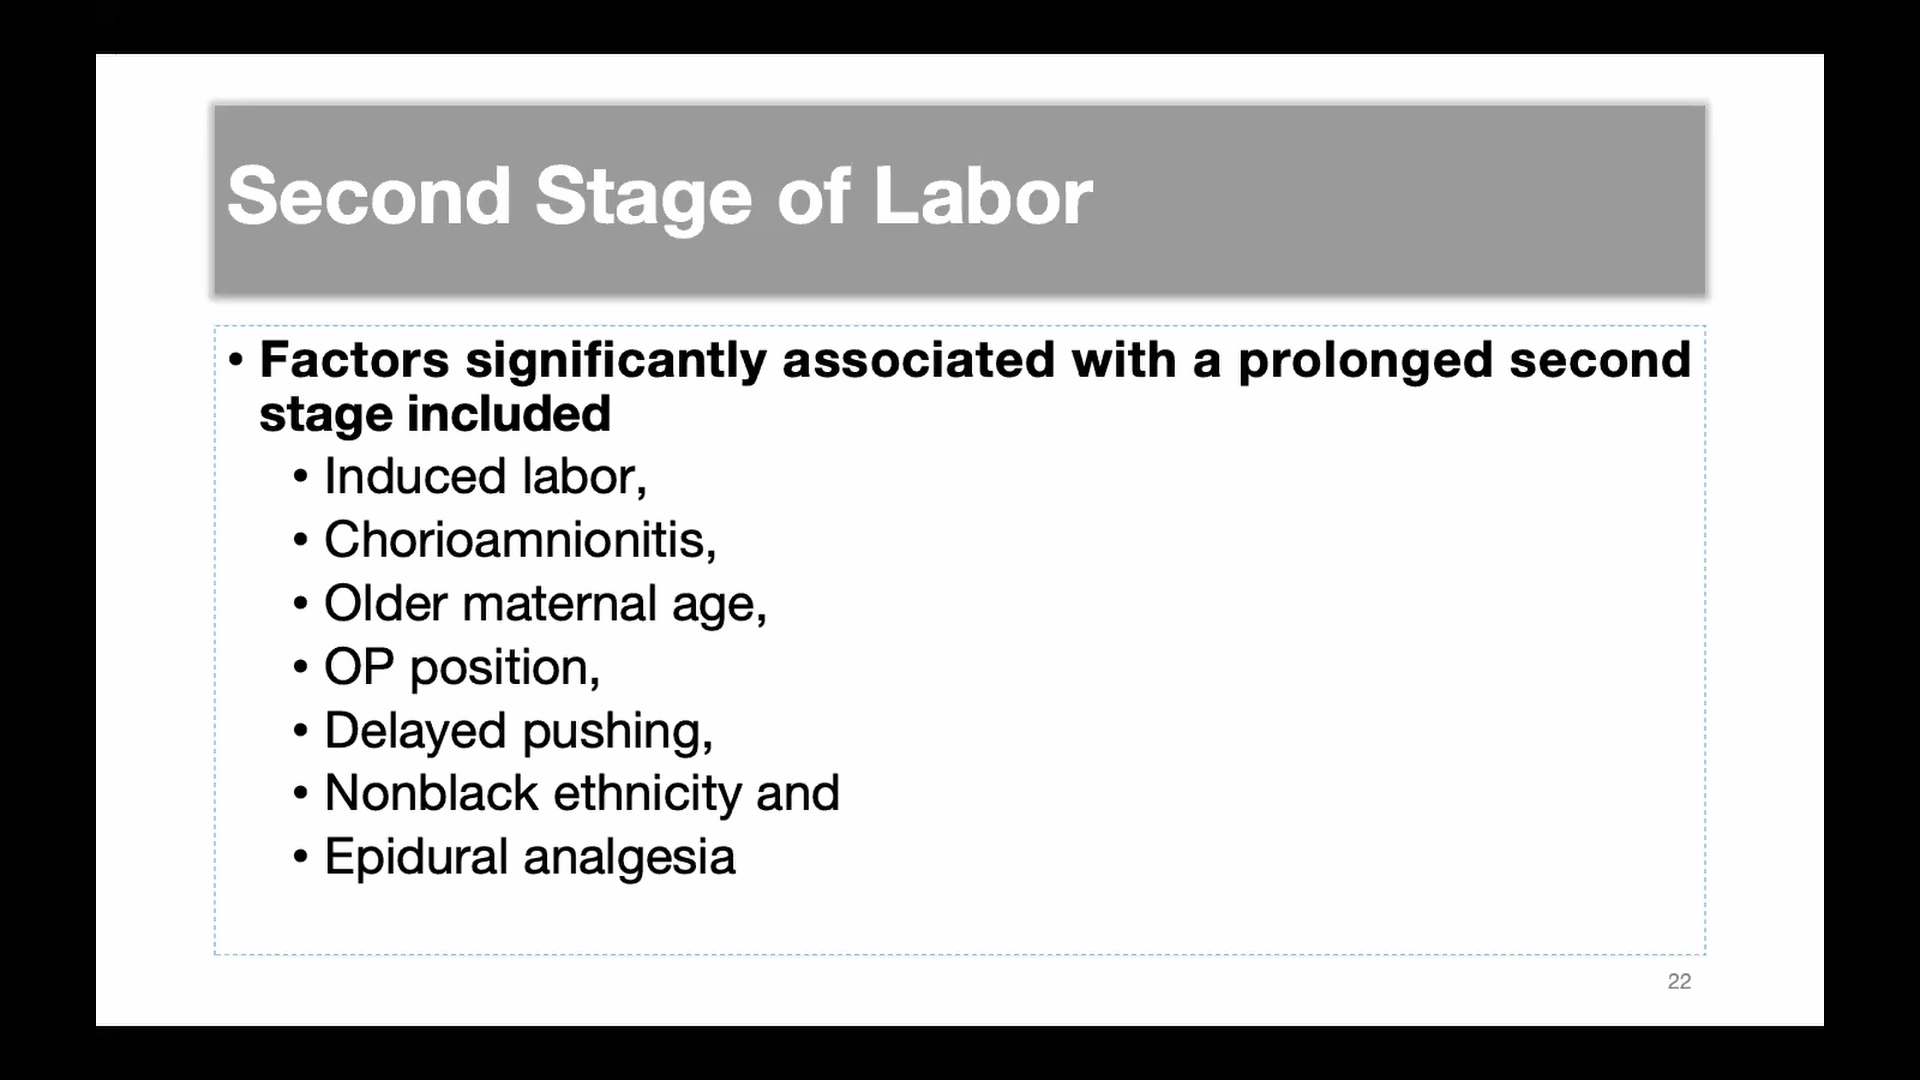 Second Stage of Labor
• Factors significantly associated with a prolonged second
stage included
• Induced labor,
• Chorioamnionitis,
• Older maternal age,
• OP position,
• Delayed pushing,
• Nonblack ethnicity and
• Epidural analgesia
22